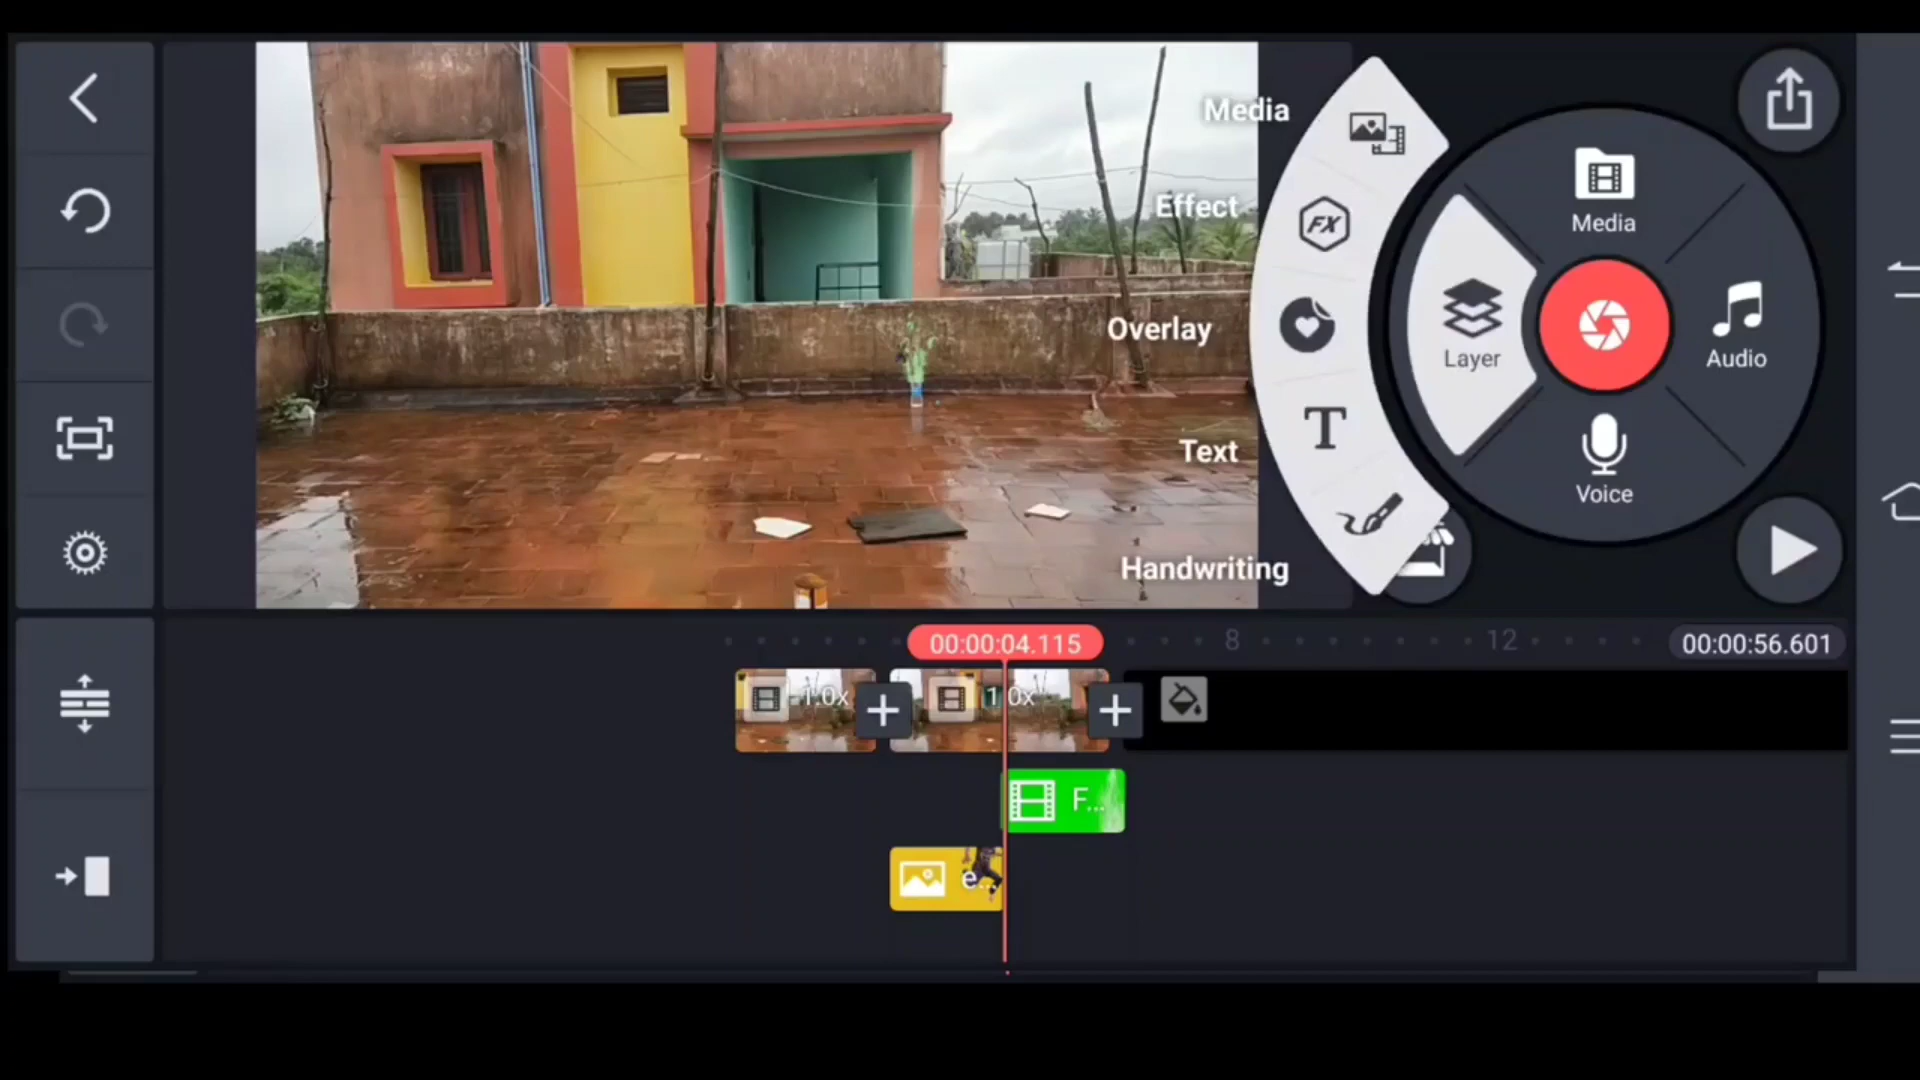 Media
Effect
Overlay
Text
Handwriting
FX
T
Media
Layer
Audio
Voice
00:00:04.115
8
12
00:00:56.601
1.0x
1.0x
F...
e...